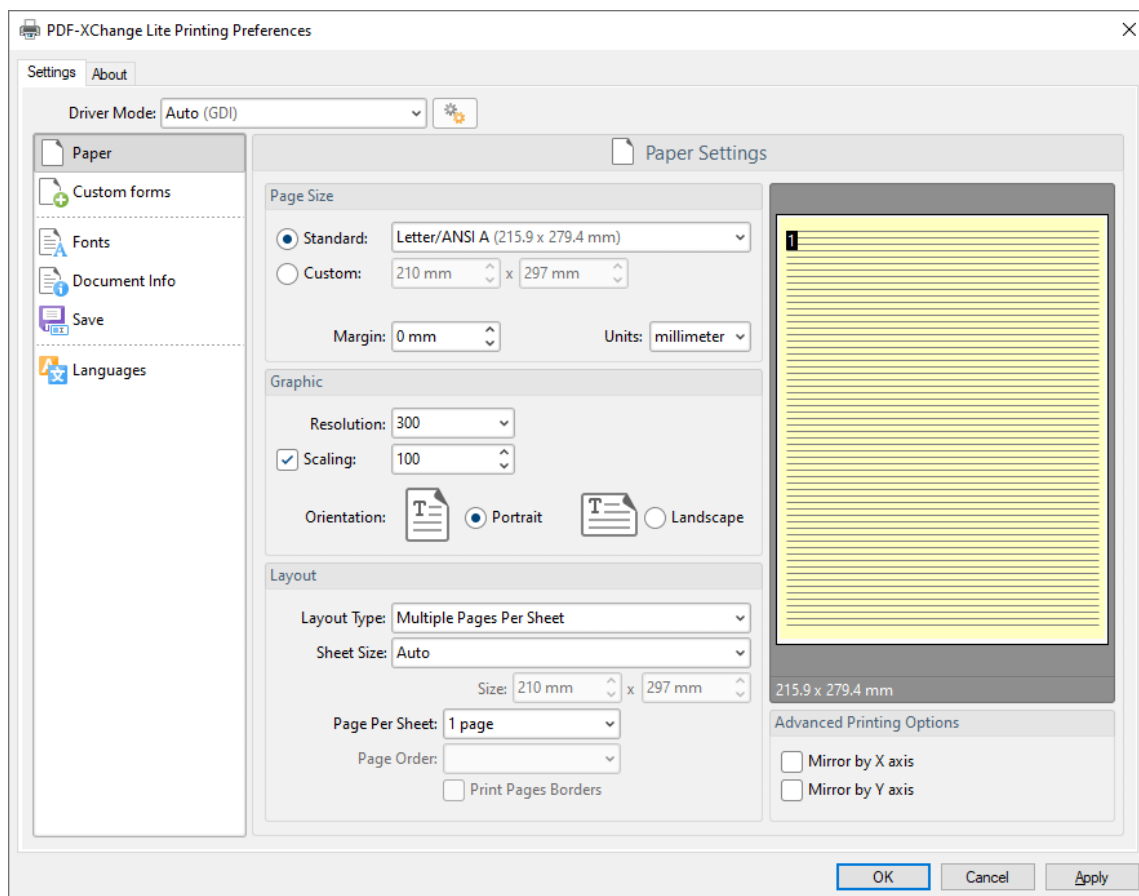 PDF-XChange Lite Printing Preferences
Settings About
Driver Mode: Auto (GDI)
Paper
Custom forms
Fonts
Document Info
Save
Languages
Paper Settings
Page Size
Standard: Letter/ANSI A (215.9 x 279.4 mm)
Custom: 210 mm x 297 mm
Margin: 0 mm Units: millimeter
Graphic
Resolution: 300
Scaling: 100
Orientation: T Portrait T Landscape
Layout
Layout Type: Multiple Pages Per Sheet
Sheet Size: Auto
Size: 210 mm x 297 mm
Page Per Sheet: 1 page
Page Order:
Print Pages Borders
1
215.9 x 279.4 mm
Advanced Printing Options
Mirror by X axis
Mirror by Y axis
OK Cancel Apply